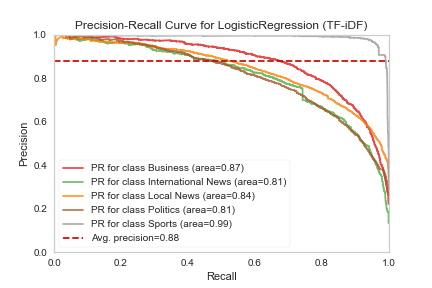 Precision-Recall Curve for LogisticRegression (TF-iDF)
1.0
0.8
0.6
0.4
0.2
0.0
Precision
PR for class Business (area=0.87)
PR for class International News (area=0.81)
PR for class Local News (area=0.84)
PR for class Politics (area=0.81)
PR for class Sports (area=0.99)
Avg. precision=0.88
0.0 0.2 0.4 0.6 0.8 1.0
Recall